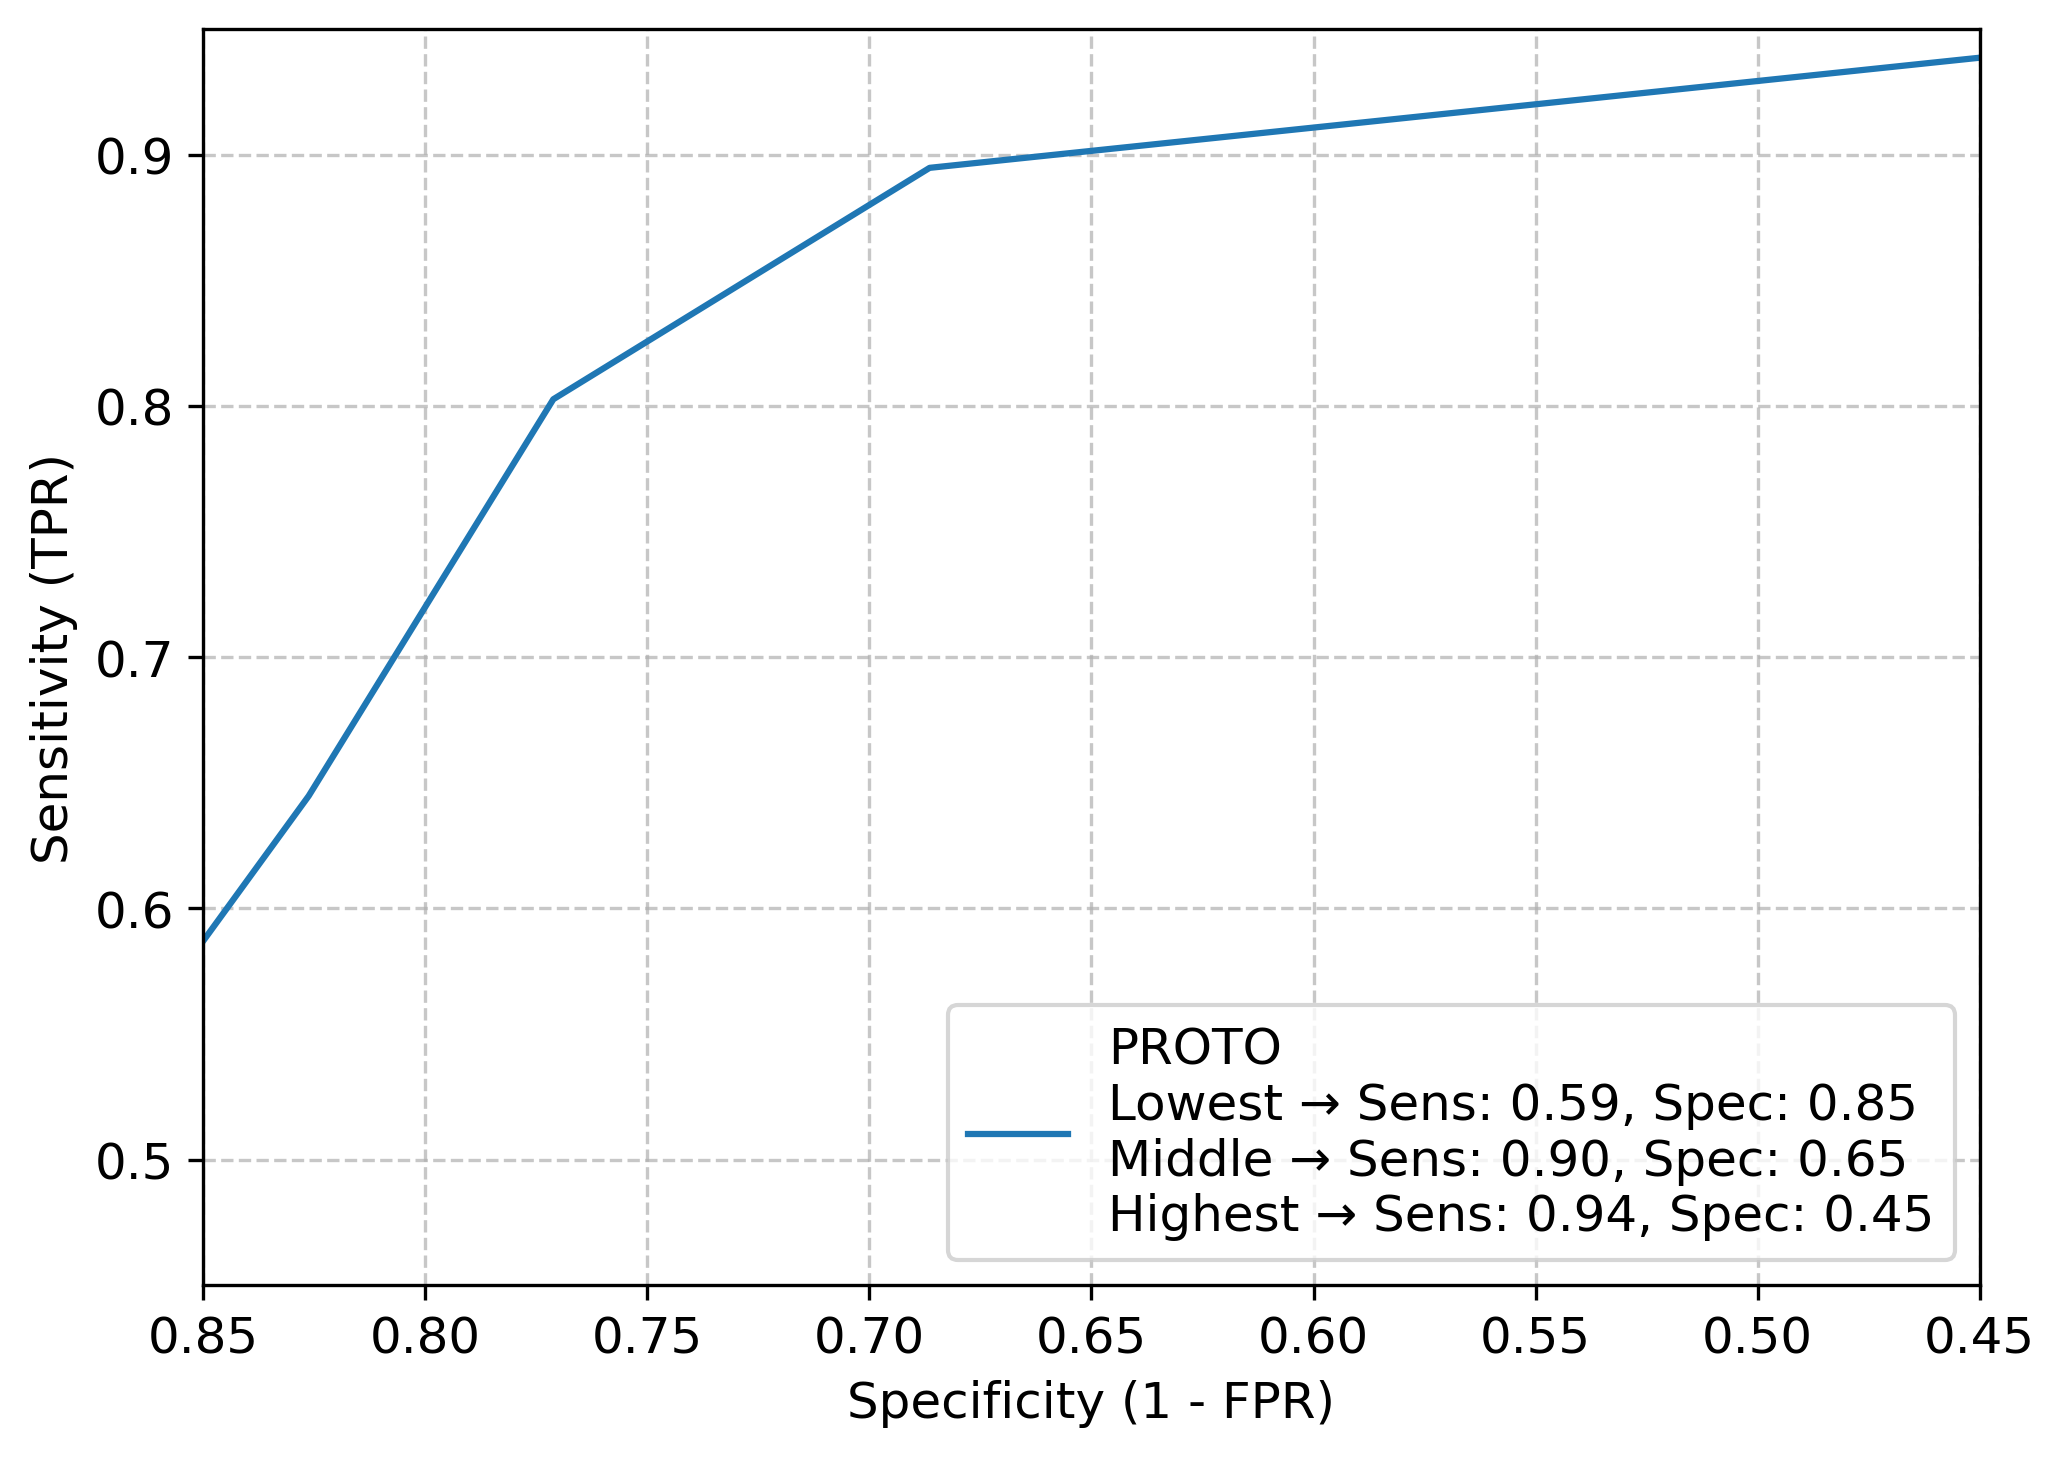 0.9
0.8
0.7
0.6
0.5
Sensitivity (TPR)
PROTO
Lowest → Sens: 0.59, Spec: 0.85
Middle → Sens: 0.90, Spec: 0.65
Highest → Sens: 0.94, Spec: 0.45
0.85 0.80 0.75 0.70 0.65 0.60 0.55 0.50 0.45
Specificity (1 - FPR)